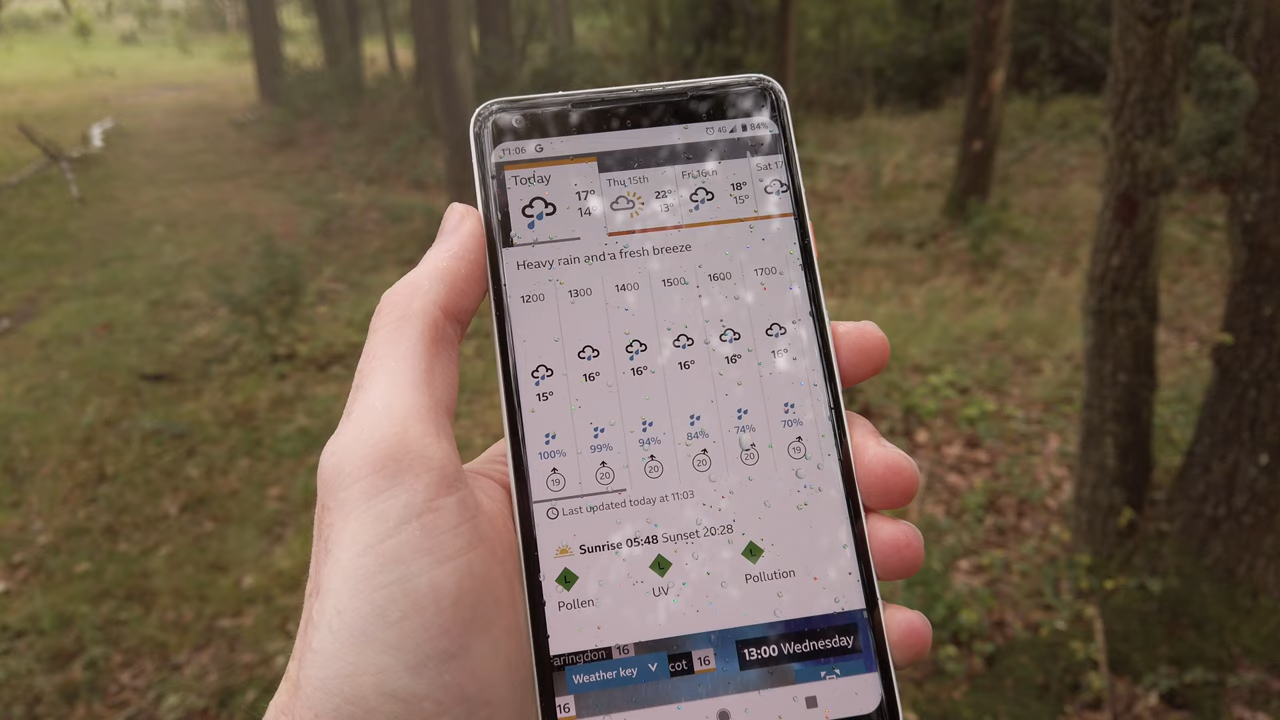 11:06 G 4G 84%
Today Thu 15th Fri 16th Sat 17
17° 22° 18°
14° 13° 15°
Heavy rain and a fresh breeze
1200 1300 1400 1500 1600 1700
15° 16° 16° 16° 16° 16°
100% 99% 94% 84% 74% 70%
19 20 20 20 20 19
Last updated today at 11:03
Sunrise 05:48 Sunset 20:28
L L L
Pollen UV Pollution
aringdon 16 13:00 Wednesday
Weather key cot 16
16